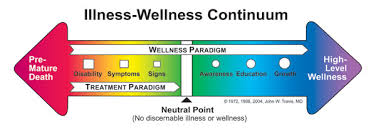 Illness-Wellness Continuum
WELLNESS PARADIGM
Pre-
Mature
Death
Disability Symptoms Signs
Awareness Education Growth
High-
Level
Wellness
TREATMENT PARADIGM
© 1972, 1988, 2004, John W. Travis, MD
Neutral Point
(No discernable illness or wellness)